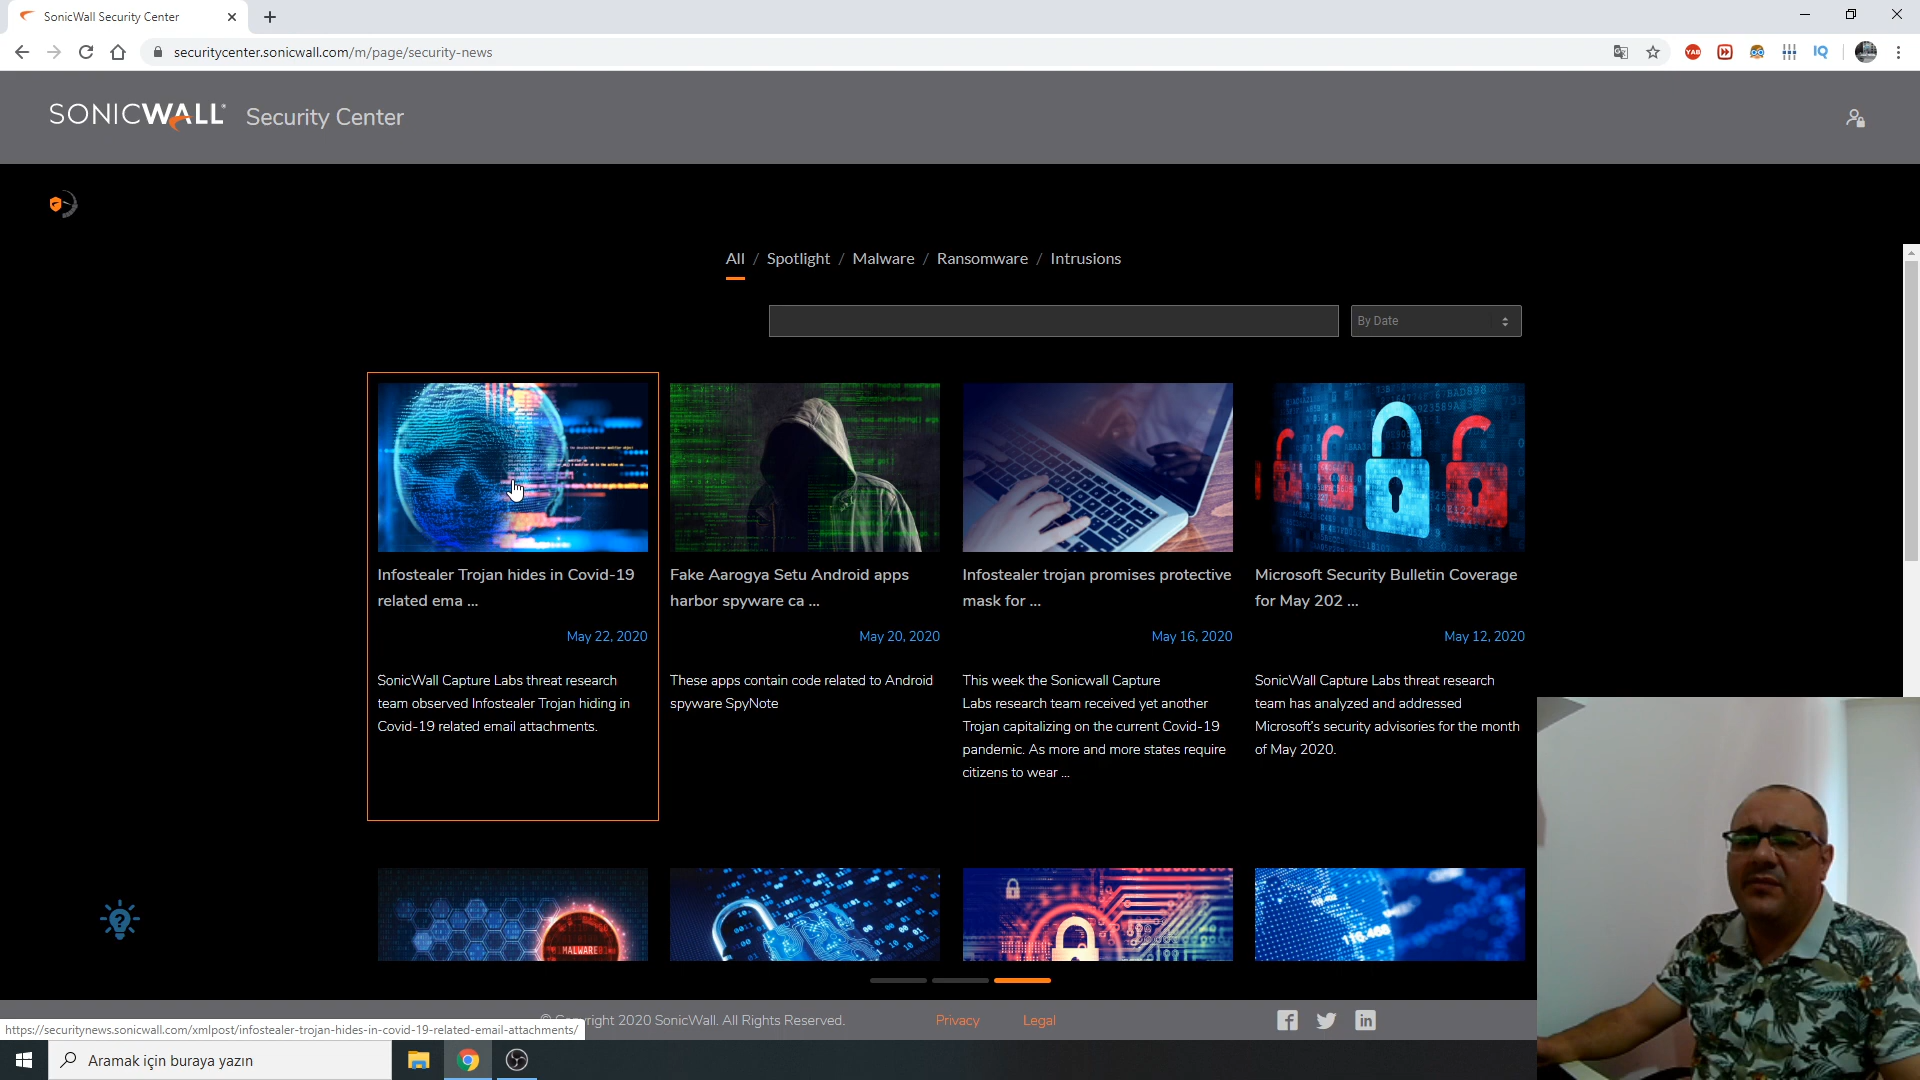 SonicWall Security Center
securitycenter.sonicwall.com/m/page/security-news
YAB
IQ
SONICWALL Security Center
All / Spotlight / Malware / Ransomware / Intrusions
By Date
Infostealer Trojan hides in Covid-19
related ema ...
May 22, 2020
SonicWall Capture Labs threat research
team observed Infostealer Trojan hiding in
Covid-19 related email attachments.
Fake Aarogya Setu Android apps
harbor spyware ca ...
May 20, 2020
These apps contain code related to Android
spyware SpyNote
Infostealer trojan promises protective
mask for ...
May 16, 2020
This week the Sonicwall Capture
Labs research team received yet another
Trojan capitalizing on the current Covid-19
pandemic. As more and more states require
citizens to wear ...
Microsoft Security Bulletin Coverage
for May 202 ...
May 12, 2020
SonicWall Capture Labs threat research
team has analyzed and addressed
Microsoft's security advisories for the month
of May 2020.
MALWARE
116.468
right 2020 SonicWall. All Rights Reserved.
Privacy
Legal
https://securitynews.sonicwall.com/xmlpost/infostealer-trojan-hides-in-covid-19-related-email-attachments/
Aramak için buraya yazın